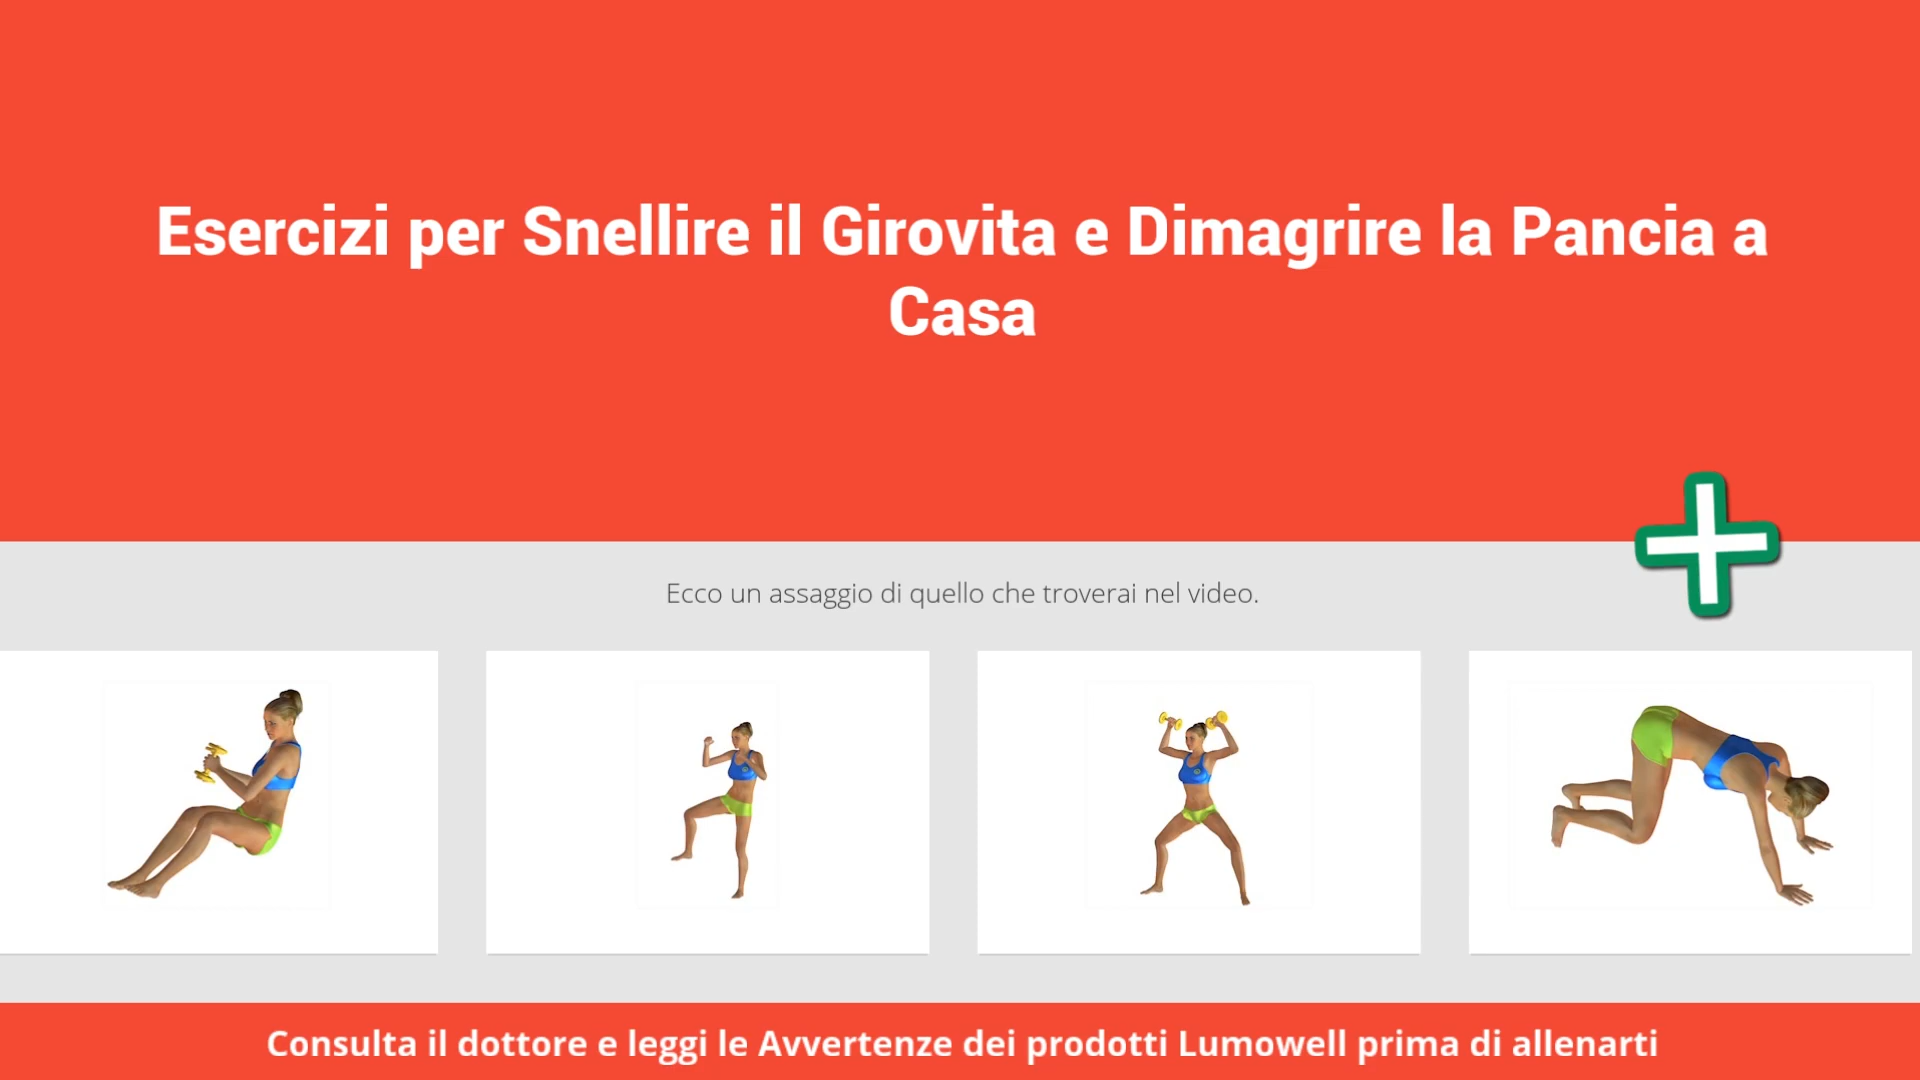 Esercizi per Snellire il Girovita e Dimagrire la Pancia a
Casa
Ecco un assaggio di quello che troverai nel video.
Consulta il dottore e leggi le Avvertenze dei prodotti Lumowell prima di allenarti